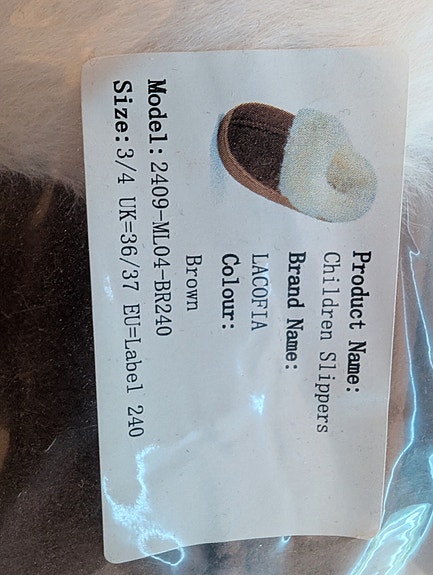 Product Name:
Children Slippers
Brand Name:
LACOFIA
Colour:
Brown
Model: 2409-ML04-BR240
Size: 3/4 UK=36/37 EU=Label 240